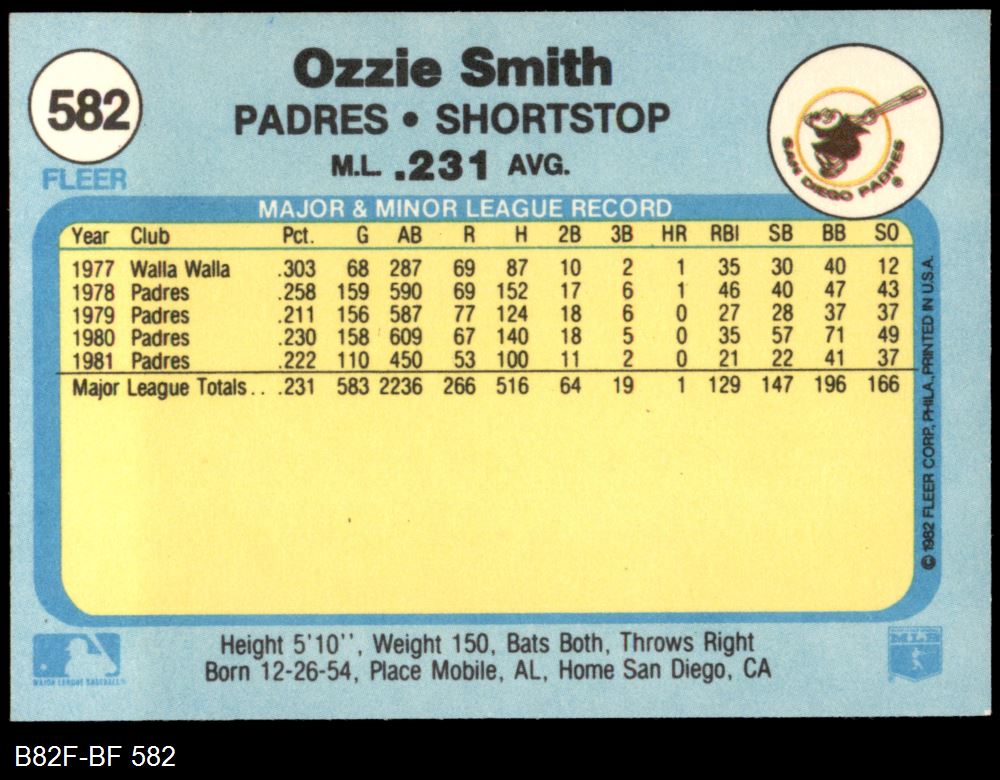 582
FLEER
Ozzie Smith
PADRES • SHORTSTOP
M.L. .231 AVG.
SAN DIEGO PADRES ®
MAJOR & MINOR LEAGUE RECORD
Year Club Pct. G AB R H 2B 3B HR RBI SB BB SO
1977 Walla Walla .303 68 287 69 87 10 2 1 35 30 40 12
1978 Padres .258 159 590 69 152 17 6 1 46 40 47 43
1979 Padres .211 156 587 77 124 18 6 0 27 28 37 37
1980 Padres .230 158 609 67 140 18 5 0 35 57 71 49
1981 Padres .222 110 450 53 100 11 2 0 21 22 41 37
Major League Totals . . .231 583 2236 266 516 64 19 1 129 147 196 166
© 1982 FLEER CORP., PHILA., PRINTED IN U.S.A.
Height 5'10'', Weight 150, Bats Both, Throws Right
Born 12-26-54, Place Mobile, AL, Home San Diego, CA
MAJOR LEAGUE BASEBALL
MLB
B82F-BF 582